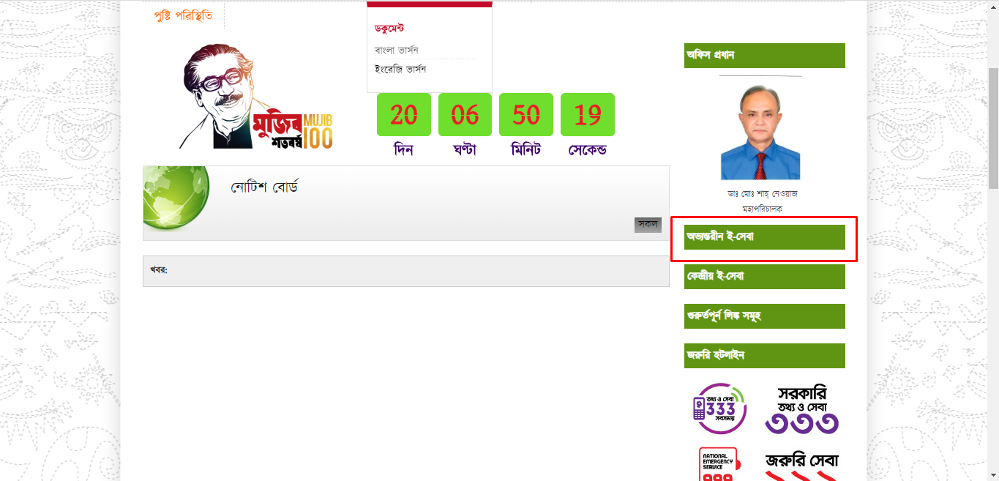 পুষ্টি পরিস্থিতি
ডকুমেন্ট
বাংলা ভার্সন
ইংরেজি ভার্সন
মুজিব MUJIB
শতবর্ষ 100
20 06 50 19
দিন ঘণ্টা মিনিট সেকেন্ড
নোটিশ বোর্ড
সকল
খবর:
অফিস প্রধান
ডাঃ মোঃ শাহ্ নেওয়াজ
মহাপরিচালক
অভ্যন্তরীন ই-সেবা
কেন্দ্রীয় ই-সেবা
গুরুর্তপূর্ন লিঙ্ক সমূহ
জরুরি হটলাইন
তথ্য ও সেবা
333
সবসময়
সরকারি
তথ্য ও সেবা
৩৩৩
NATIONAL
EMERGENCY
SERVICE
999
জরুরি সেবা
৯৯৯